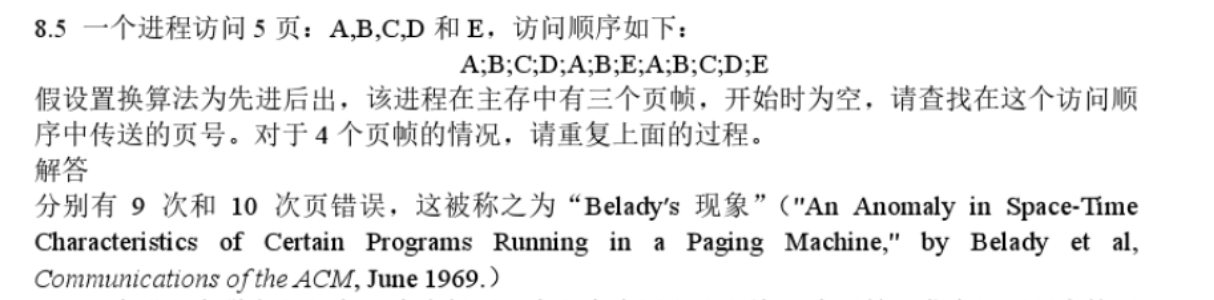 8.5 一个进程访问 5 页：A,B,C,D 和 E，访问顺序如下：
A;B;C;D;A;B;E;A;B;C;D;E
假设置换算法为先进后出，该进程在主存中有三个页帧，开始时为空，请查找在这个访问顺
序中传送的页号。对于 4 个页帧的情况，请重复上面的过程。
解答
分别有 9 次和 10 次页错误，这被称之为“Belady's 现象”（"An Anomaly in Space-Time
Characteristics of Certain Programs Running in a Paging Machine," by Belady et al,
Communications of the ACM, June 1969.）